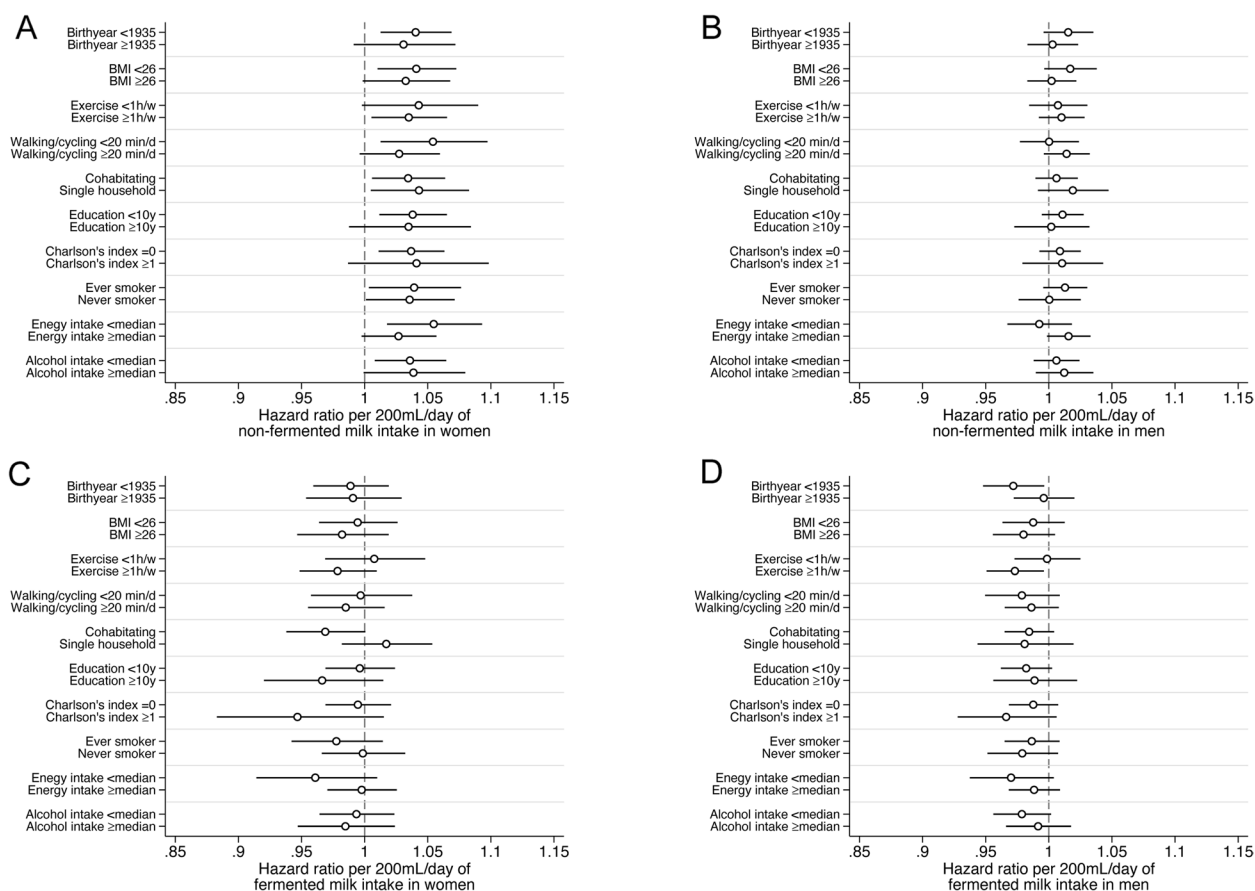 A
Birthyear <1935
Birthyear ≥1935
BMI <26
BMI ≥26
Exercise <1h/w
Exercise ≥1h/w
Walking/cycling <20 min/d
Walking/cycling ≥20 min/d
Cohabitating
Single household
Education <10y
Education ≥10y
Charlson's index =0
Charlson's index ≥1
Ever smoker
Never smoker
Enegy intake <median
Energy intake ≥median
Alcohol intake <median
Alcohol intake ≥median
.85 .9 .95 1 1.05 1.1 1.15
Hazard ratio per 200mL/day of
non-fermented milk intake in women
B
Birthyear <1935
Birthyear ≥1935
BMI <26
BMI ≥26
Exercise <1h/w
Exercise ≥1h/w
Walking/cycling <20 min/d
Walking/cycling ≥20 min/d
Cohabitating
Single household
Education <10y
Education ≥10y
Charlson's index =0
Charlson's index ≥1
Ever smoker
Never smoker
Enegy intake <median
Energy intake ≥median
Alcohol intake <median
Alcohol intake ≥median
.85 .9 .95 1 1.05 1.1 1.15
Hazard ratio per 200mL/day of
non-fermented milk intake in men
C
Birthyear <1935
Birthyear ≥1935
BMI <26
BMI ≥26
Exercise <1h/w
Exercise ≥1h/w
Walking/cycling <20 min/d
Walking/cycling ≥20 min/d
Cohabitating
Single household
Education <10y
Education ≥10y
Charlson's index =0
Charlson's index ≥1
Ever smoker
Never smoker
Enegy intake <median
Energy intake ≥median
Alcohol intake <median
Alcohol intake ≥median
.85 .9 .95 1 1.05 1.1 1.15
Hazard ratio per 200mL/day of
fermented milk intake in women
D
Birthyear <1935
Birthyear ≥1935
BMI <26
BMI ≥26
Exercise <1h/w
Exercise ≥1h/w
Walking/cycling <20 min/d
Walking/cycling ≥20 min/d
Cohabitating
Single household
Education <10y
Education ≥10y
Charlson's index =0
Charlson's index ≥1
Ever smoker
Never smoker
Enegy intake <median
Energy intake ≥median
Alcohol intake <median
Alcohol intake ≥median
.85 .9 .95 1 1.05 1.1 1.15
Hazard ratio per 200mL/day of
fermented milk intake in men